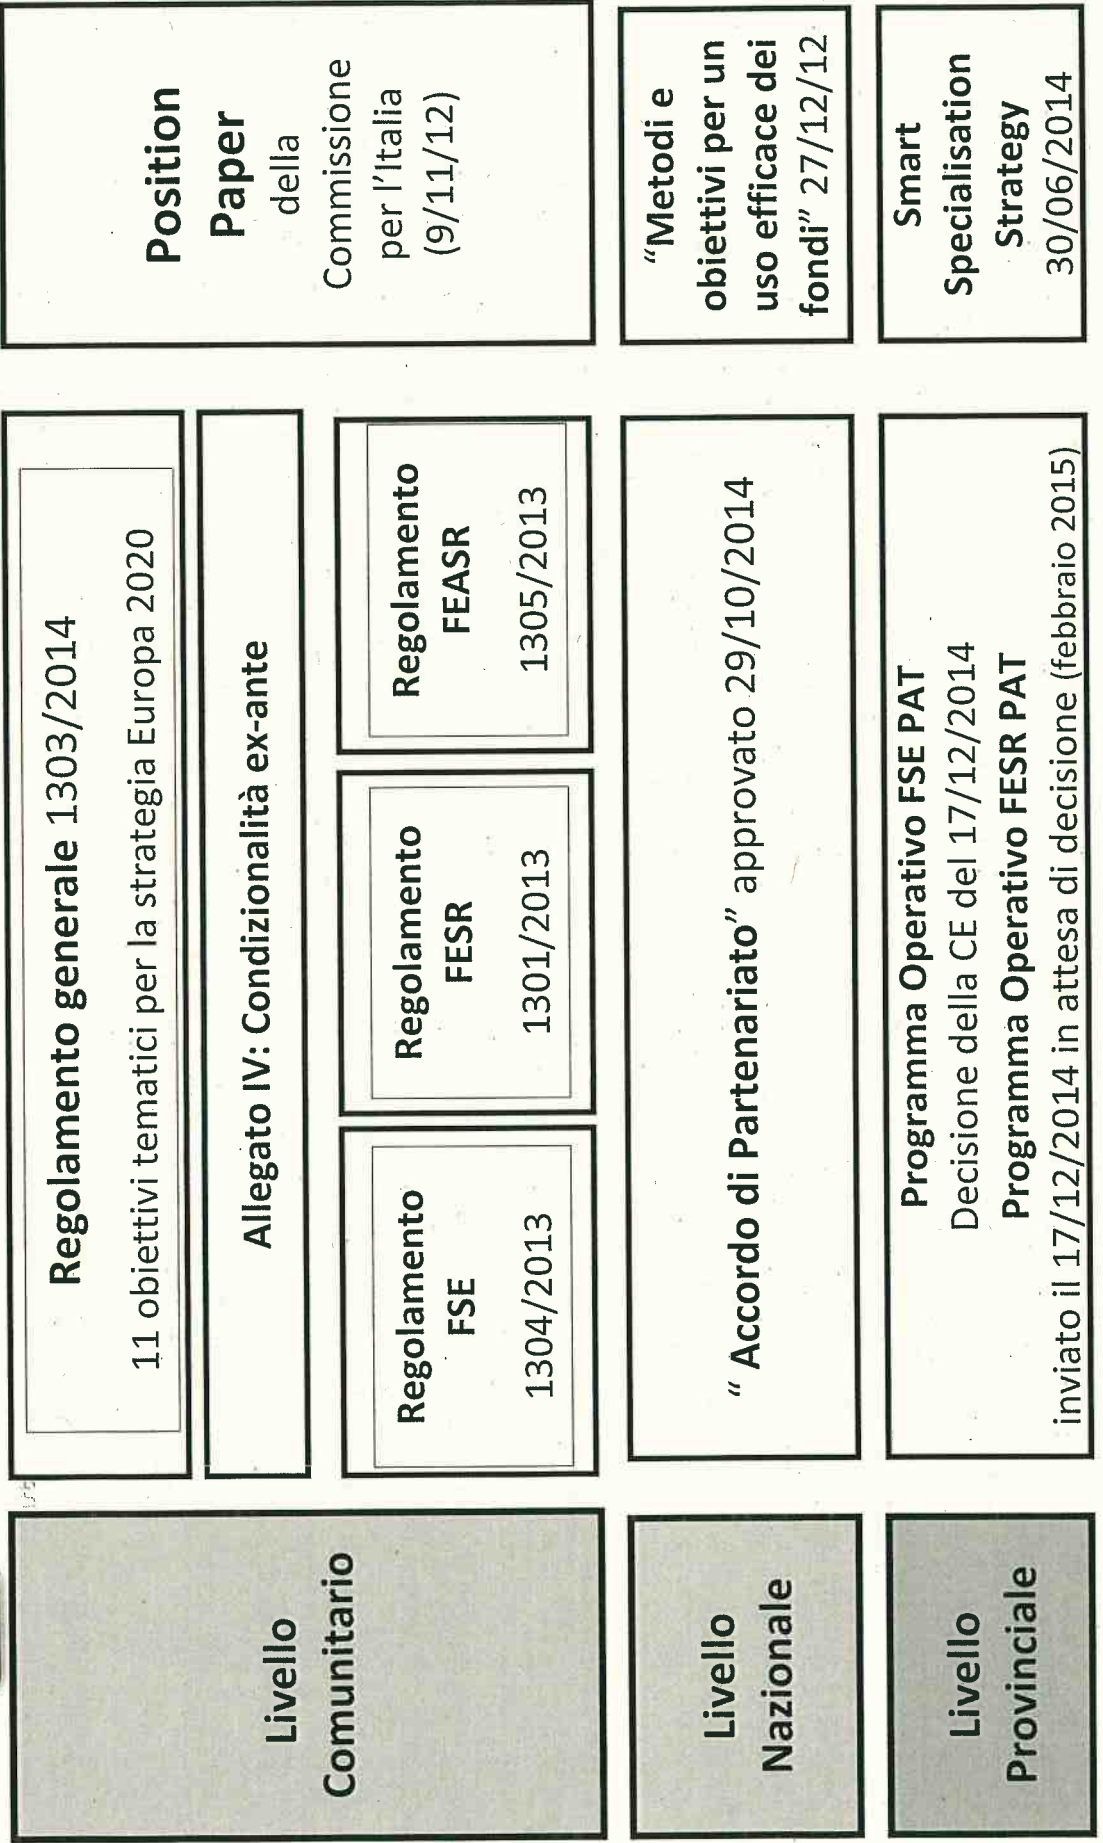 Livello
Comunitario
Regolamento generale 1303/2014
11 obiettivi tematici per la strategia Europa 2020
Allegato IV: Condizionalità ex-ante
Regolamento
FSE
1304/2013
Regolamento
FESR
1301/2013
Regolamento
FEASR
1305/2013
Position
Paper
della
Commissione
per l'Italia
(9/11/12)
Livello
Nazionale
“ Accordo di Partenariato” approvato 29/10/2014
“Metodi e
obiettivi per un
uso efficace dei
fondi” 27/12/12
Livello
Provinciale
Programma Operativo FSE PAT
Decisione della CE del 17/12/2014
Programma Operativo FESR PAT
inviato il 17/12/2014 in attesa di decisione (febbraio 2015)
Smart
Specialisation
Strategy
30/06/2014